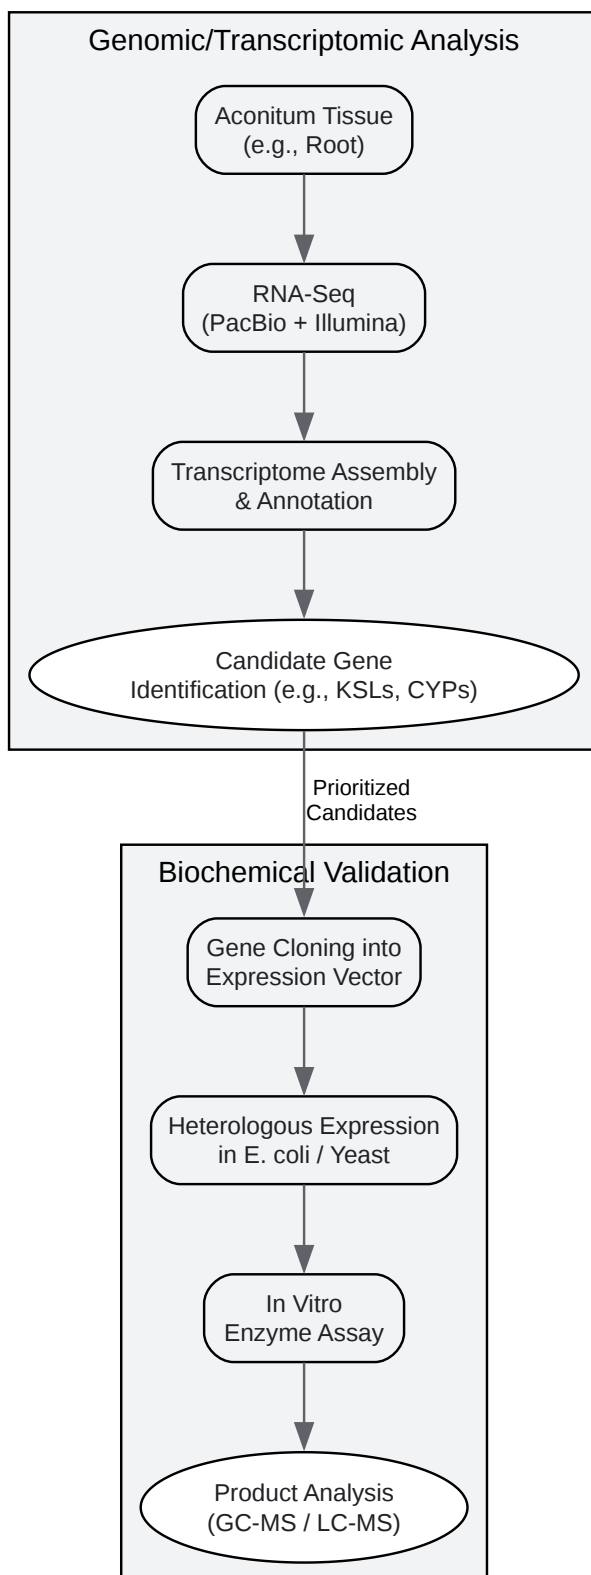 Genomic/Transcriptomic Analysis
Aconitum Tissue
(e.g., Root)
RNA-Seq
(PacBio + Illumina)
Transcriptome Assembly
& Annotation
Candidate Gene
Identification (e.g., KSLs, CYPs)
Prioritized
Candidates
Biochemical Validation
Gene Cloning into
Expression Vector
Heterologous Expression
in E. coli / Yeast
In Vitro
Enzyme Assay
Product Analysis
(GC-MS / LC-MS)